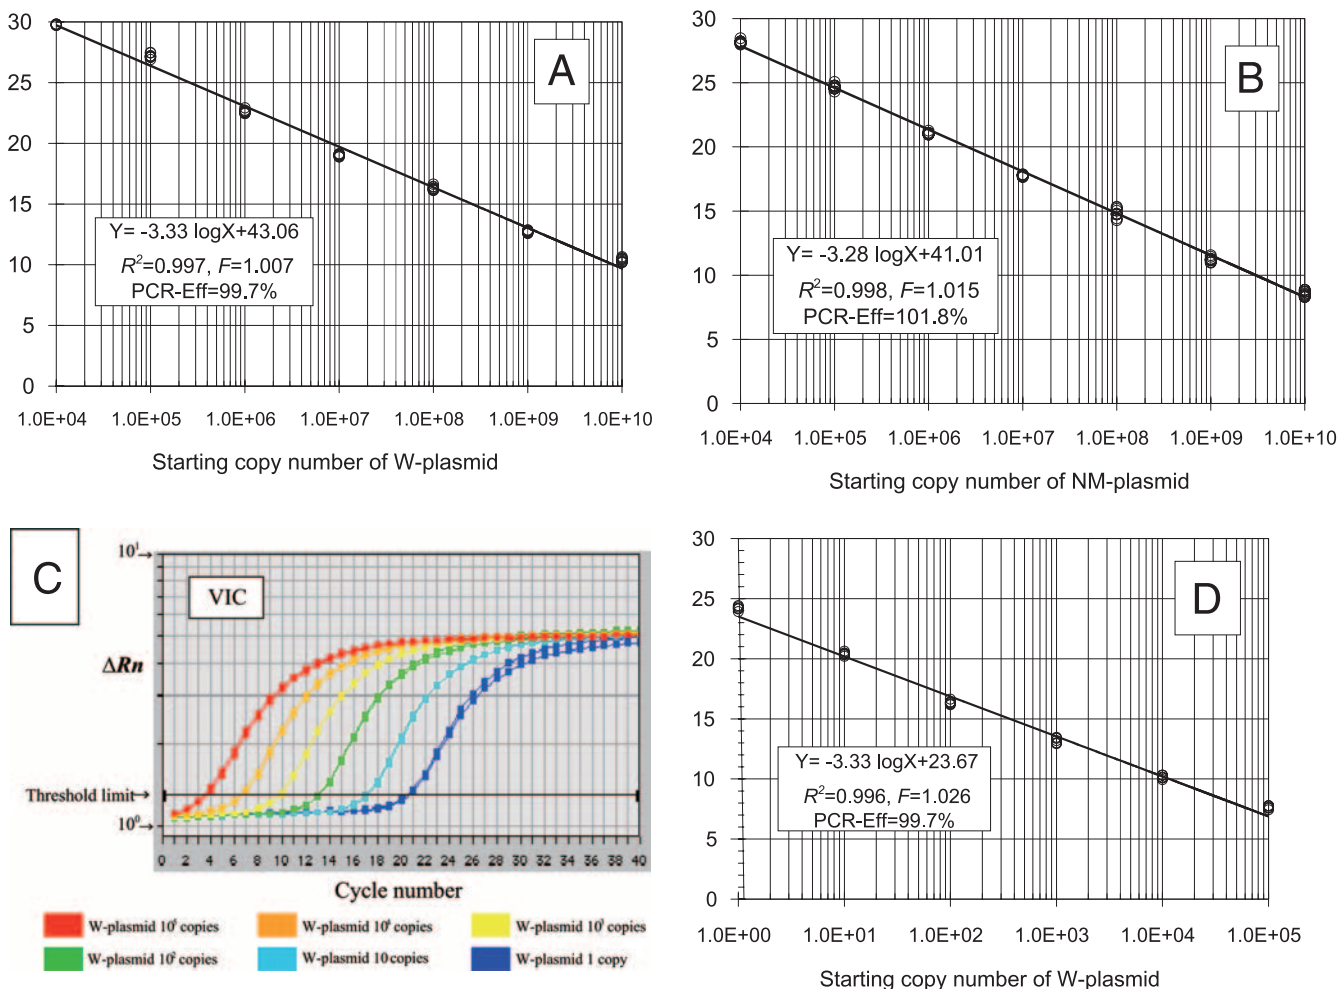 30
25
20
15
10
5
0
A
Y= -3.33 logX+43.06
R²=0.997, F=1.007
PCR-Eff=99.7%
1.0E+04 1.0E+05 1.0E+06 1.0E+07 1.0E+08 1.0E+09 1.0E+10
Starting copy number of W-plasmid
30
25
20
15
10
5
0
B
Y= -3.28 logX+41.01
R²=0.998, F=1.015
PCR-Eff=101.8%
1.0E+04 1.0E+05 1.0E+06 1.0E+07 1.0E+08 1.0E+09 1.0E+10
Starting copy number of NM-plasmid
C
10¹→
VIC
ΔRn
Threshold limit→
10⁰→
0 2 4 6 8 10 12 14 16 18 20 22 24 26 28 30 32 34 36 38 40
Cycle number
W-plasmid 10⁵ copies W-plasmid 10⁴ copies W-plasmid 10³ copies
W-plasmid 10² copies W-plasmid 10 copies W-plasmid 1 copy
30
25
20
15
10
5
0
D
Y= -3.33 logX+23.67
R²=0.996, F=1.026
PCR-Eff=99.7%
1.0E+00 1.0E+01 1.0E+02 1.0E+03 1.0E+04 1.0E+05
Starting copy number of W-plasmid